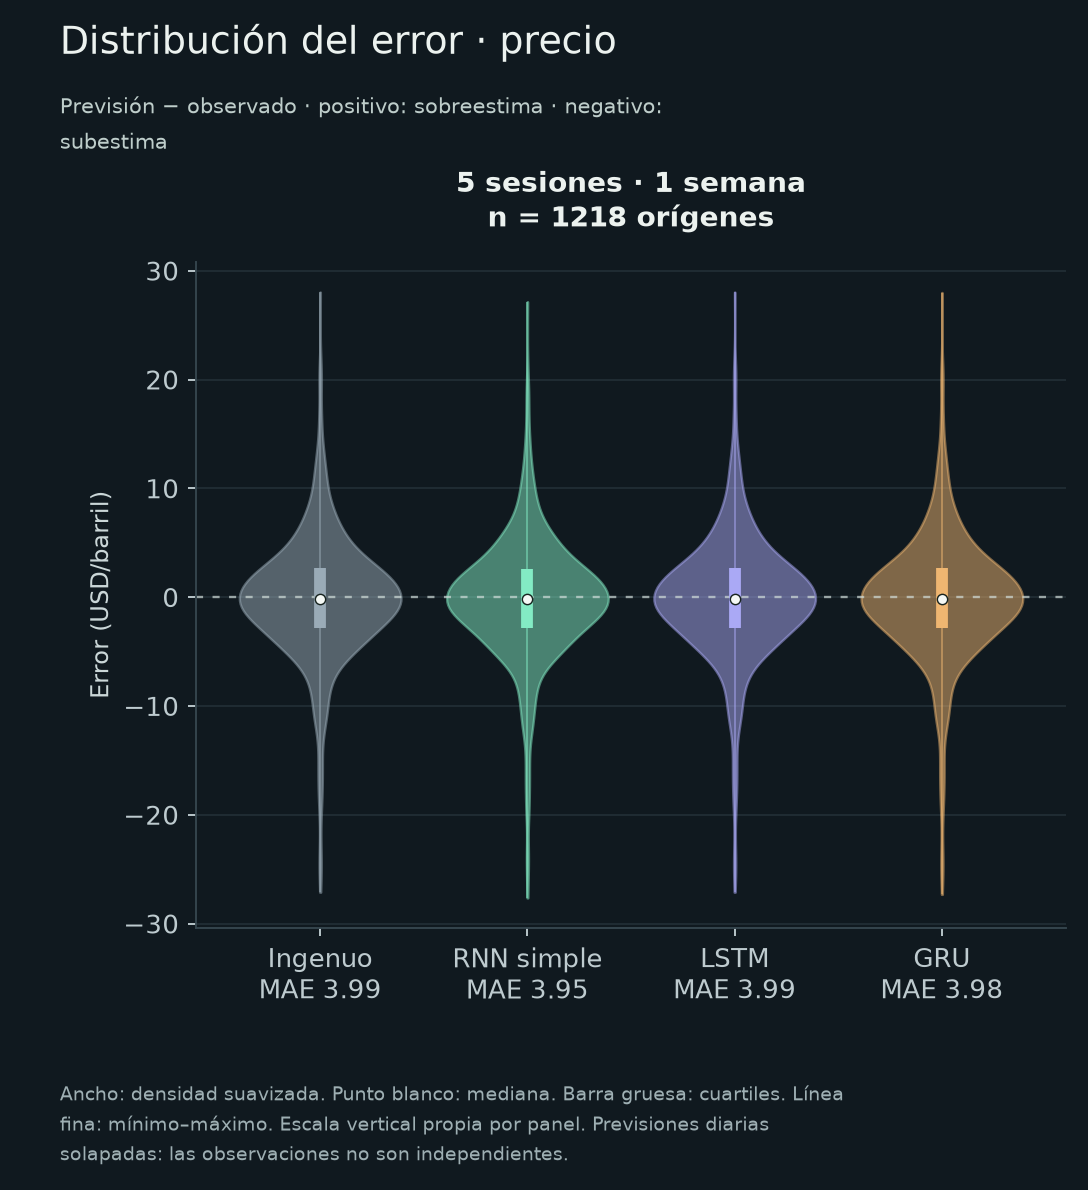 Distribución del error · precio
Previsión − observado · positivo: sobreestima · negativo:
subestima
5 sesiones · 1 semana
n = 1218 orígenes
30
20
10
0
−10
−20
−30
Error (USD/barril)
Ingenuo
MAE 3.99
RNN simple
MAE 3.95
LSTM
MAE 3.99
GRU
MAE 3.98
Ancho: densidad suavizada. Punto blanco: mediana. Barra gruesa: cuartiles. Línea
fina: mínimo–máximo. Escala vertical propia por panel. Previsiones diarias
solapadas: las observaciones no son independientes.